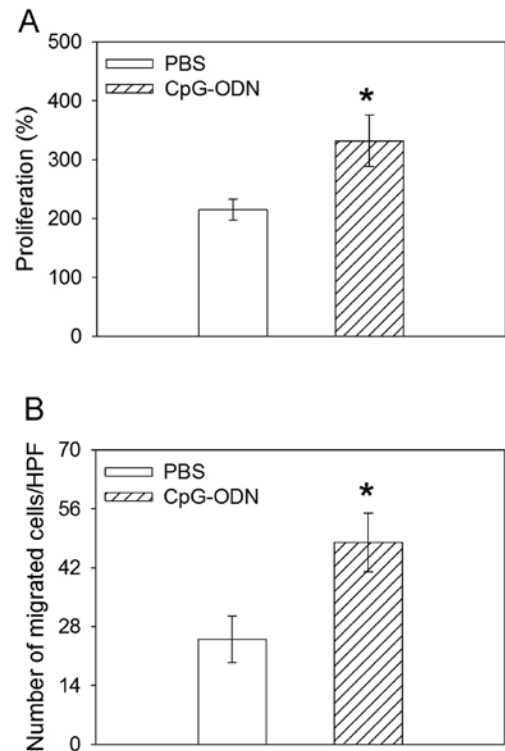 A
500
400
300
200
100
0
Proliferation (%)
PBS
CpG-ODN
*
B
70
56
42
28
14
0
Number of migrated cells/HPF
PBS
CpG-ODN
*